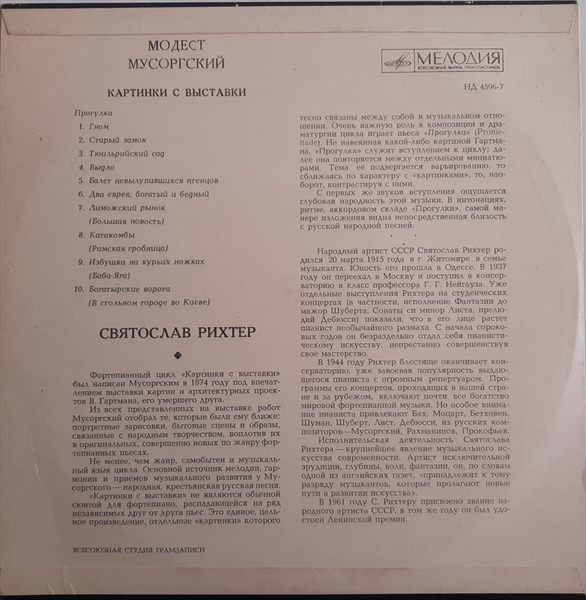 МОДЕСТ
МУСОРГСКИЙ
КАРТИНКИ С ВЫСТАВКИ
Прогулка
1. Гном
2. Старый замок
3. Тюильрийский сад
4. Быдло
5. Балет невылупившихся птенцов
6. Два еврея, богатый и бедный
7. Лиможский рынок
(Большая новость)
8. Катакомбы
(Римская гробница)
9. Избушка на курьих ножках
(Баба-Яга)
10. Богатырские ворота
(В стольном городе во Киеве)
СВЯТОСЛАВ РИХТЕР
Фортепианный цикл «Картинки с выставки»
был написан Мусоргским в 1874 году под впечат-
лением выставки картин и архитектурных проек-
тов В. Гартмана, его умершего друга.
Из всех представленных на выставке работ
Мусоргский отобрал те, которые были ему ближе:
портретные зарисовки, бытовые сцены и образы,
связанные с народным творчеством, воплотив их
в оригинальных, совершенно новых по жанру фор-
тепианных пьесах.
Не менее, чем жанр, самобытен и музыкаль-
ный язык цикла. Основной источник мелодии, гар-
монии и приемов музыкального развития у Му-
соргского — народная, крестьянская русская песня.
«Картинки с выставки» не являются обычной
сюитой для фортепиано, распадающейся на ряд
независимых друг от друга пьес. Это единое, цель-
ное произведение, отдельные «картинки» которого
ВСЕСОЮЗНАЯ СТУДИЯ ГРАМЗАПИСИ
МЕЛОДИЯ
ВСЕСОЮЗНАЯ ФИРМА ГРАМПЛАСТИНОК
НД 4596-7
тесно связаны между собой в музыкальном отно-
шении. Очень важную роль в композиции и дра-
матургии цикла играет пьеса «Прогулка» (Prome-
nade). Не навеянная какой-либо картиной Гартма-
на, «Прогулка» служит вступлением к циклу; да-
лее она повторяется между отдельными миниатю-
рами. Тема ее подвергается варьированию, то
сближаясь по характеру с «картинками», то, на-
оборот, контрастируя с ними.
С первых же звуков вступления ощущается
глубокая народность этой музыки. В интонациях,
ритме, аккордовом складе «Прогулки», самой ма-
нере изложения видна непосредственная близость
с русской народной песней.
Народный артист СССР Святослав Рихтер ро-
дился 20 марта 1915 года в г. Житомире в семье
музыканта. Юность его прошла в Одессе. В 1937
году он переехал в Москву и поступил в консер-
ваторию в класс профессора Г. Г. Нейгауза. Уже
отдельные выступления Рихтера на студенческих
концертах (в частности, исполнение Фантазии до
мажор Шуберта, Сонаты си минор Листа, прелю-
дий Дебюсси) показали, что в его лице растет
пианист необычайного размаха. С начала сороко-
вых годов он безраздельно отдал себя пианистиче-
скому искусству, непрестанно совершенствуя
свое мастерство.
В 1944 году Рихтер блестяще оканчивает кон-
серваторию, уже завоевав популярность выдаю-
щегося пианиста с огромным репертуаром. Про-
граммы его концертов, проходящих в нашей стра-
не и за рубежом, включают почти все богатство
мировой фортепианной музыки. Но особое внима-
ние пианиста привлекают Бах, Моцарт, Бетховен,
Шуман, Шуберт, Лист, Дебюсси, из русских ком-
позиторов—Мусоргский, Рахманинов, Прокофьев.
Исполнительская деятельность Святослава
Рихтера — крупнейшее явление музыкального ис-
кусства современности. Артист исключительной
эрудиции, глубины, воли, фантазии, он, по словам
одной из английских газет, «принадлежит к тому
разряду музыкантов, которые пролагают новые
пути в развитии искусства».
В 1961 году С. Рихтеру присвоено звание на-
родного артиста СССР, в том же году он был удо-
стоен Ленинской премии.